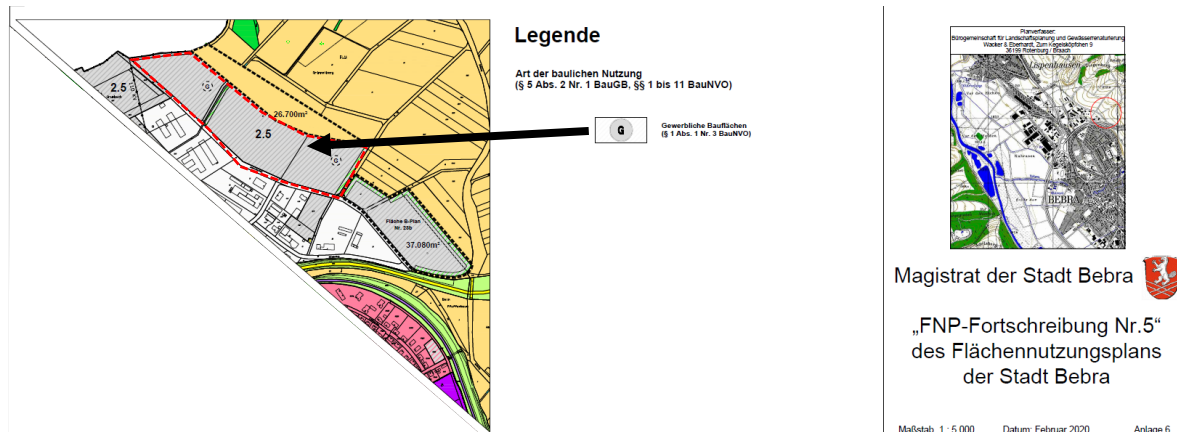 2.5
G
26.700m²
2.5
G
Fläche B-Plan
Nr. 28b
37.080m²
Legende
Art der baulichen Nutzung
(§ 5 Abs. 2 Nr. 1 BauGB, §§ 1 bis 11 BauNVO)
G
Gewerbliche Bauflächen
(§ 1 Abs. 1 Nr. 3 BauNVO)
Planverfasser:
Bürogemeinschaft für Landschaftsplanung und Gewässerrenaturierung
Wacker & Eberhardt, Zum Kegelsköpfchen 9
36199 Rotenburg / Braach
Lispenhausen
BEBRA
Magistrat der Stadt Bebra
„FNP-Fortschreibung Nr.5“
des Flächennutzungsplans
der Stadt Bebra
Maßstab 1 : 5.000 Datum: Februar 2020 Anlage 6